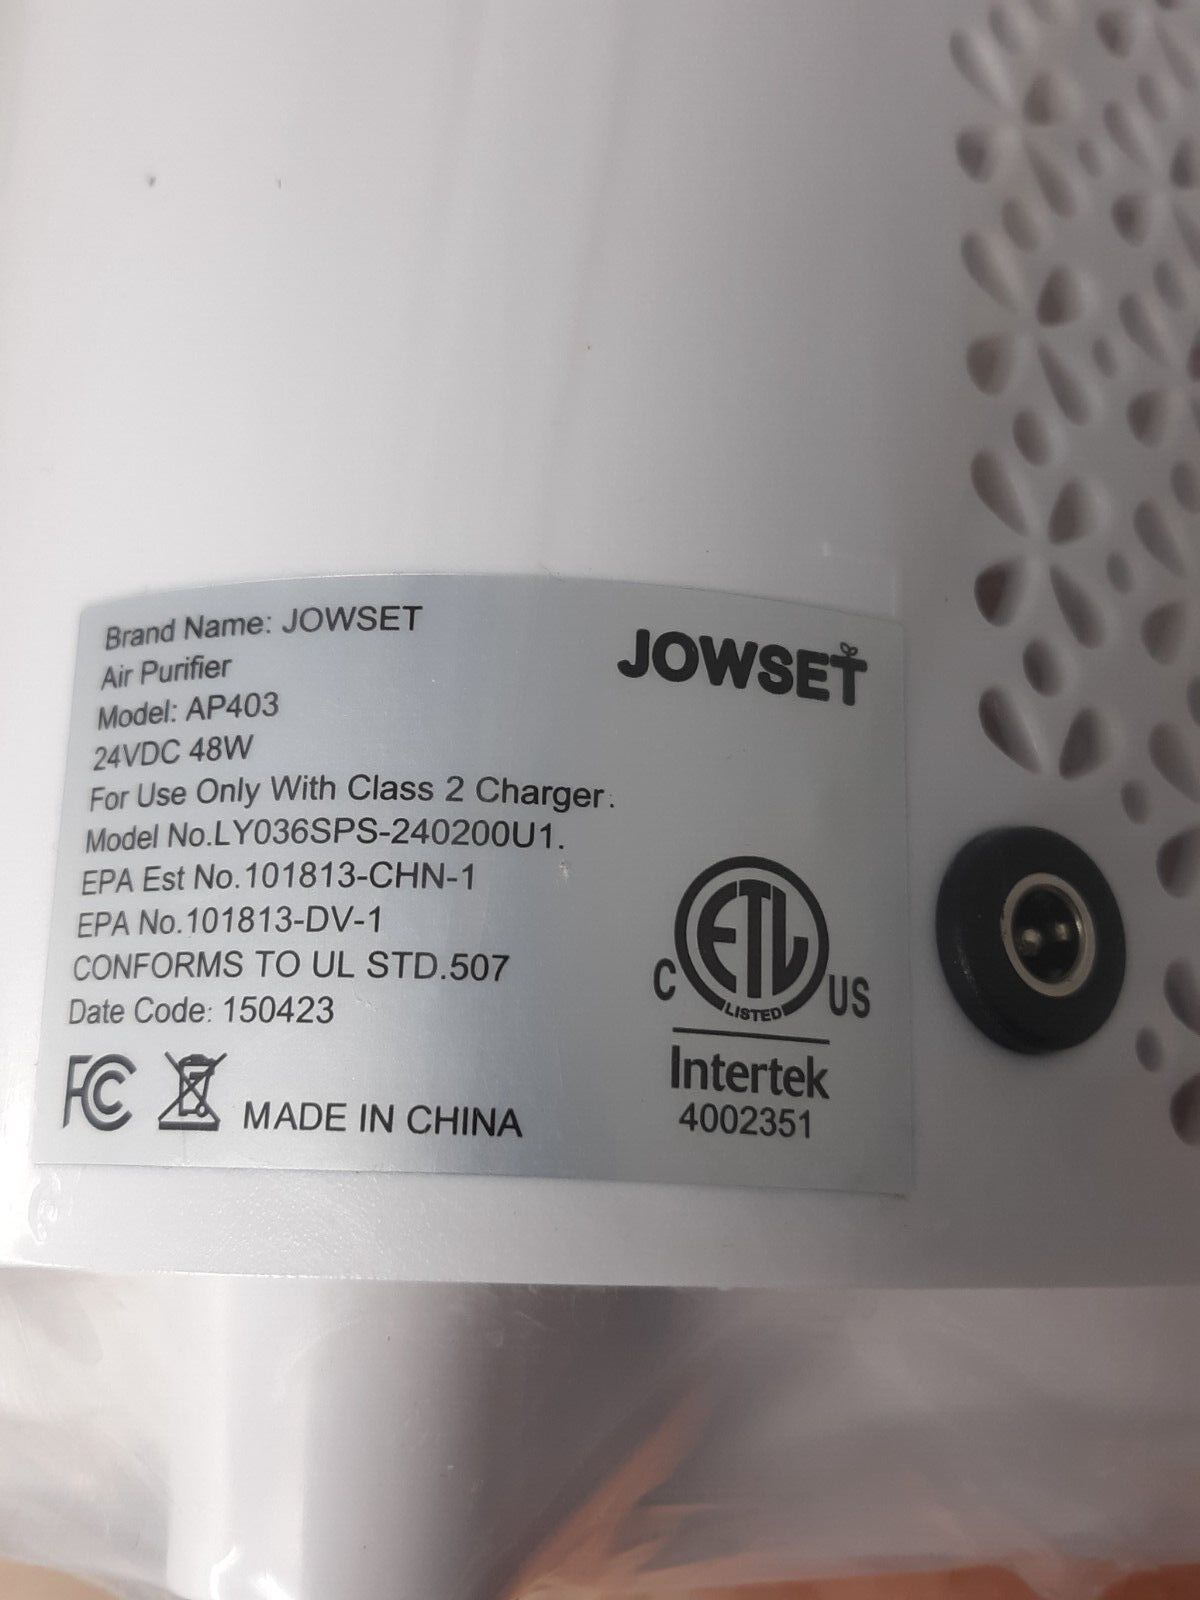 Brand Name: JOWSET
Air Purifier
Model: AP403
24VDC 48W
For Use Only With Class 2 Charger.
Model No.LY036SPS-240200U1.
EPA Est No.101813-CHN-1
EPA No.101813-DV-1
CONFORMS TO UL STD.507
Date Code: 150423
FC
MADE IN CHINA
JOWSET
C ETL US
LISTED
Intertek
4002351